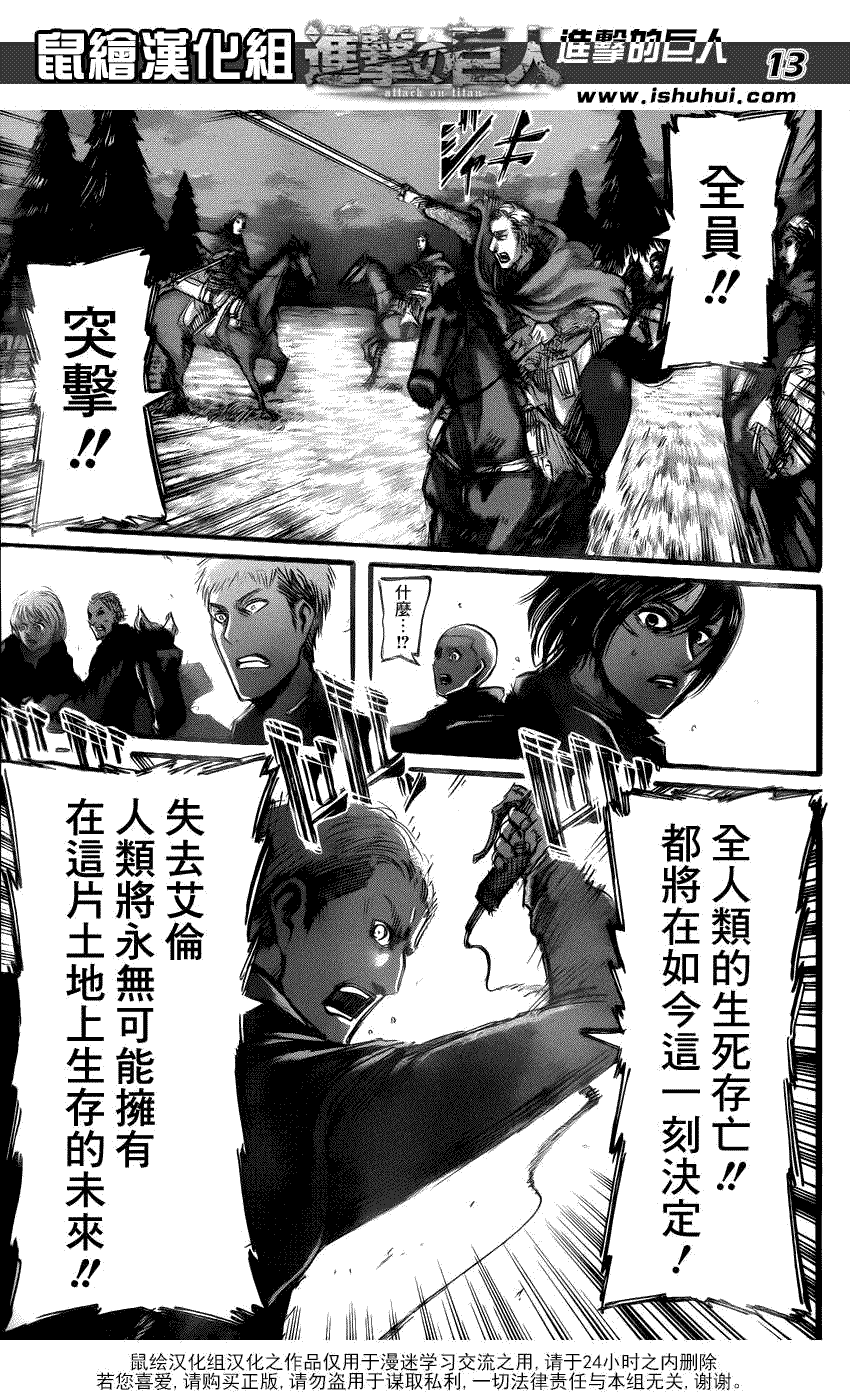 鼠繪漢化組
進撃の巨人
attack on titan
進擊的巨人
13
www.ishuhui.com
ジャキン
全員!!
突擊!!
什麼…!?
全人類的生死存亡!!
都將在如今這一刻決定!
失去艾倫
人類將永無可能擁有
在這片土地上生存的未來!!
鼠绘汉化组汉化之作品仅用于漫迷学习交流之用, 请于24小时之内删除
若您喜爱, 请购买正版, 请勿盗用于谋取私利, 一切法律责任与本组无关, 谢谢。